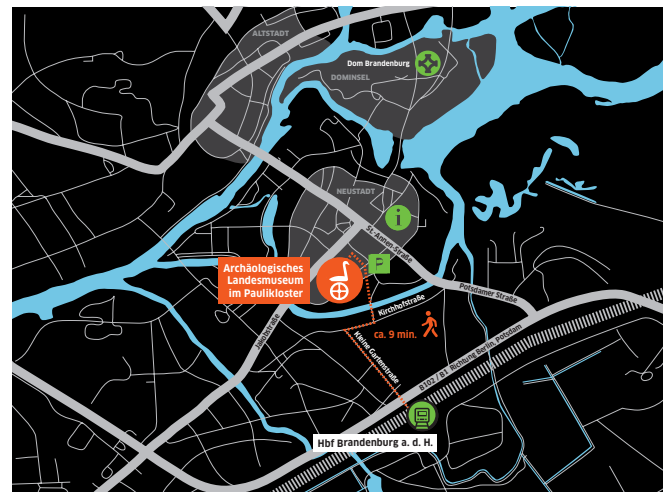 ALTSTADT
Dom Brandenburg
DOMINSEL
NEUSTADT
i
St.-Annen-Straße
P
Archäologisches
Landesmuseum
im Paulikloster
Potsdamer Straße
Kirchhofstraße
Jakobstraße
ca. 9 min.
Kleine Gartenstraße
B102 / B1 Richtung Berlin, Potsdam
Hbf Brandenburg a. d. H.